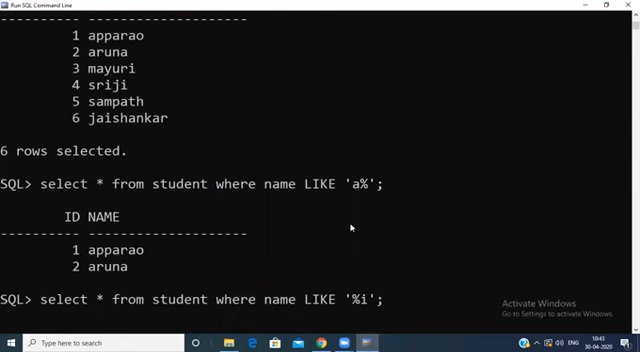 Run SQL Command Line
---------- --------------------
1 apparao
2 aruna
3 mayuri
4 sriji
5 sampath
6 jaishankar
6 rows selected.
SQL> select * from student where name LIKE 'a%';
ID NAME
---------- --------------------
1 apparao
2 aruna
SQL> select * from student where name LIKE '%i';
Activate Windows
Go to Settings to activate Windows.
Type here to search
ENG
10:43
30-04-2020